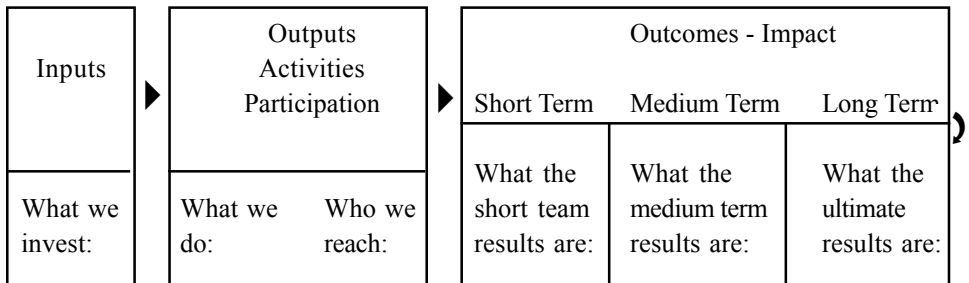 Inputs
Outputs
Activities
Participation
Outcomes - Impact
Short Term Medium Term Long Term
What we
invest:
What we
do:
Who we
reach:
What the
short team
results are:
What the
medium term
results are:
What the
ultimate
results are: